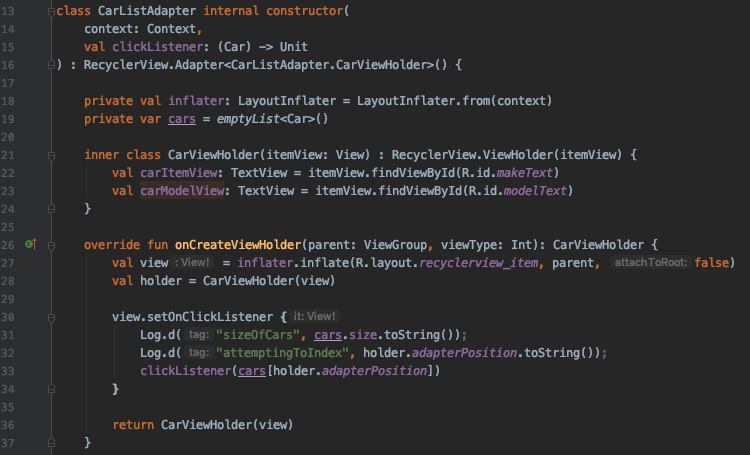 13 class CarListAdapter internal constructor(
14     context: Context,
15     val clickListener: (Car) -> Unit
16 ) : RecyclerView.Adapter<CarListAdapter.CarViewHolder>() {
17
18     private val inflater: LayoutInflater = LayoutInflater.from(context)
19     private var cars = emptyList<Car>()
20
21     inner class CarViewHolder(itemView: View) : RecyclerView.ViewHolder(itemView) {
22         val carItemView: TextView = itemView.findViewById(R.id.makeText)
23         val carModelView: TextView = itemView.findViewById(R.id.modelText)
24     }
25
26     override fun onCreateViewHolder(parent: ViewGroup, viewType: Int): CarViewHolder {
27         val view : View! = inflater.inflate(R.layout.recyclerview_item, parent, attachToRoot: false)
28         val holder = CarViewHolder(view)
29
30         view.setOnClickListener { it: View!
31             Log.d( tag: "sizeOfCars", cars.size.toString());
32             Log.d( tag: "attemptingToIndex", holder.adapterPosition.toString());
33             clickListener(cars[holder.adapterPosition])
34         }
35
36         return CarViewHolder(view)
37     }